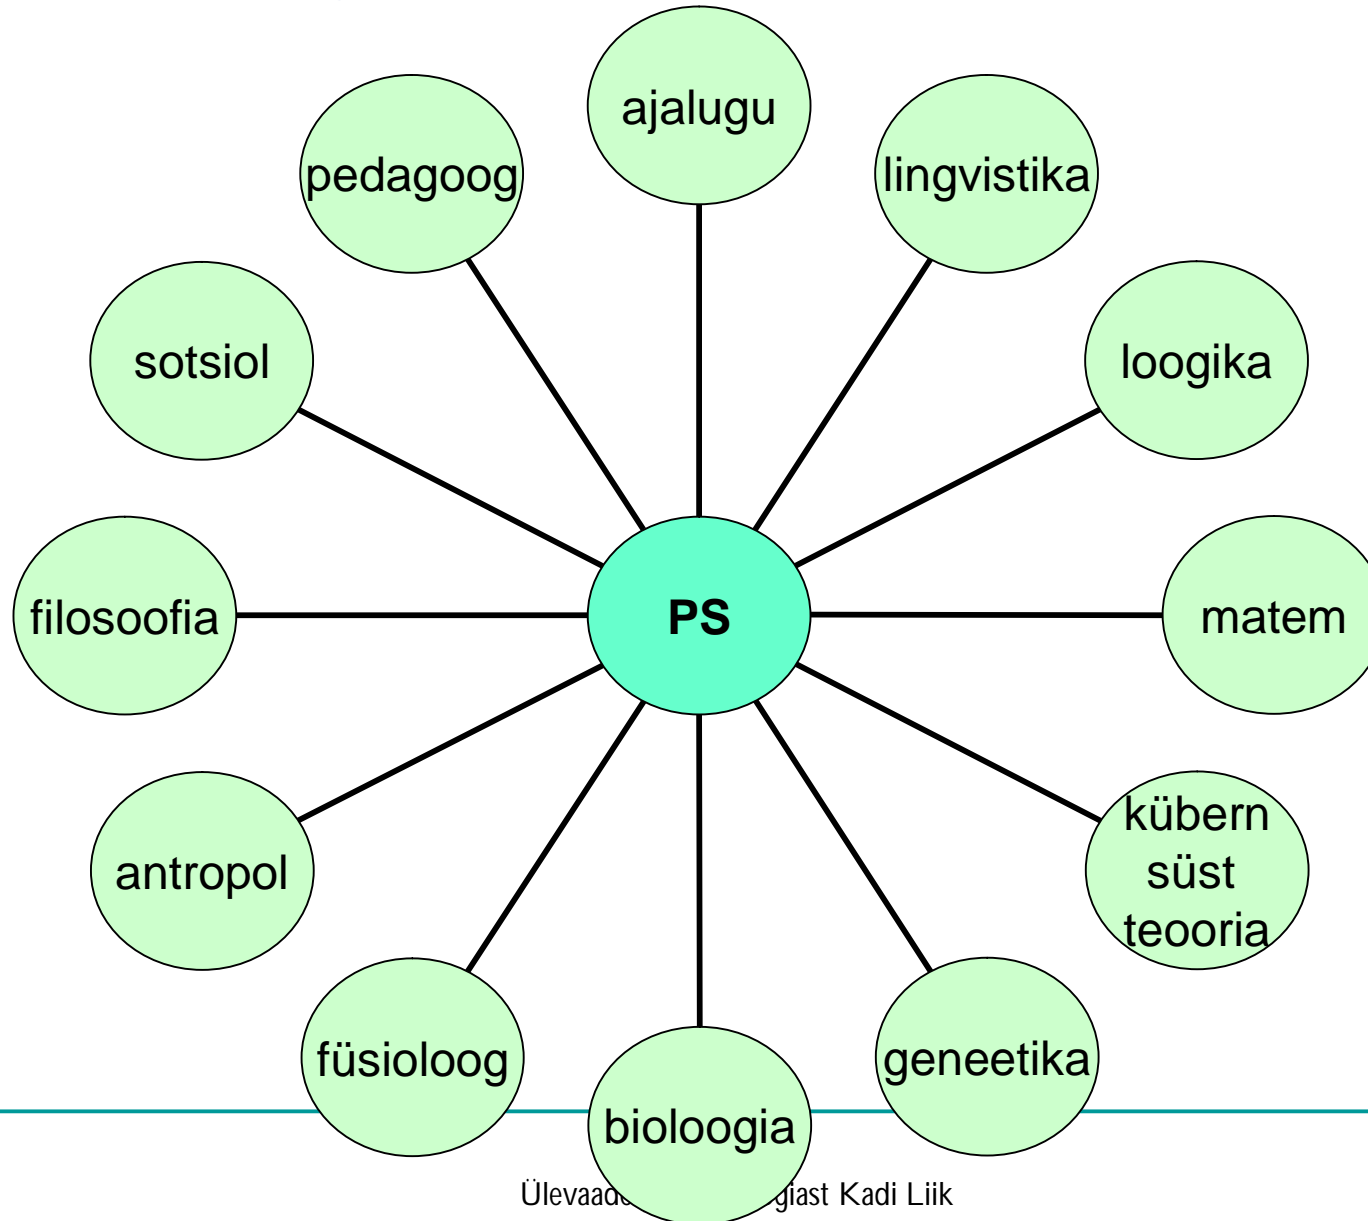 ajalugu
pedagoog
lingvistika
sotsiol
loogika
filosoofia
PS
matem
antropol
kübern
süst
teooria
füsioloog
geneetika
bioloogia
Kadi Liik